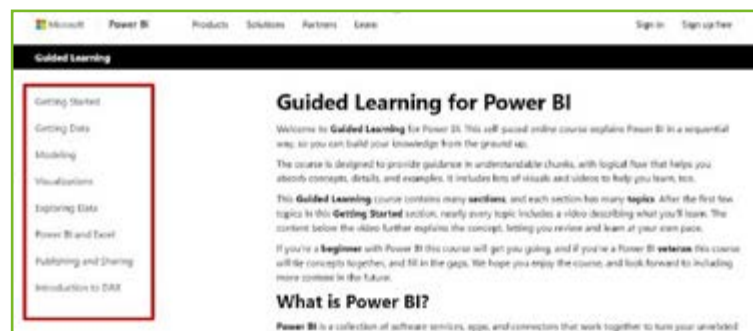 Microsoft Power BI Products Solutions Partners Learn Sign in Sign up free
Guided Learning
Getting Started
Getting Data
Modeling
Visualizations
Exploring Data
Power BI and Excel
Publishing and Sharing
Introduction to DAX
Guided Learning for Power BI
Welcome to Guided Learning for Power BI. This self-paced online course explains Power BI in a sequential
way, so you can build your knowledge from the ground up.
The course is designed to provide guidance in understandable chunks, with logical flow that helps you
absorb concepts, details, and examples. It includes lots of visuals and videos to help you learn, too.
This Guided Learning course contains many sections, and each section has many topics. After the first few
topics in this Getting Started section, nearly every topic includes a video describing what you'll learn. The
content below the video further explains the concept, letting you review and learn at your own pace.
If you're a beginner with Power BI this course will get you going, and if you're a Power BI veteran this course
will tie concepts together, and fill in the gaps. We hope you enjoy the course, and look forward to including
more content in the future.
What is Power BI?
Power BI is a collection of software services, apps, and connectors that work together to turn your unrelated